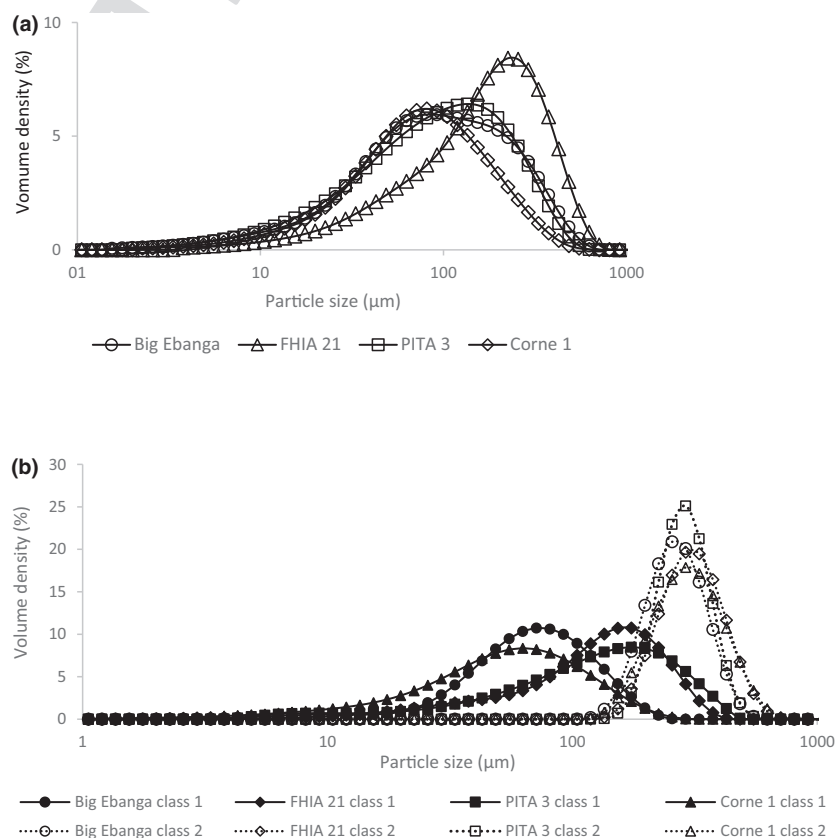 (a)
10
5
0
Vomume density (%)
01 10 100 1000
Particle size (µm)
Big Ebanga FHIA 21 PITA 3 Corne 1
(b)
30
25
20
15
10
5
0
Volume density (%)
1 10 100 1000
Particle size (µm)
Big Ebanga class 1 FHIA 21 class 1 PITA 3 class 1 Corne 1 class 1
Big Ebanga class 2 FHIA 21 class 2 PITA 3 class 2 Corne 1 class 2